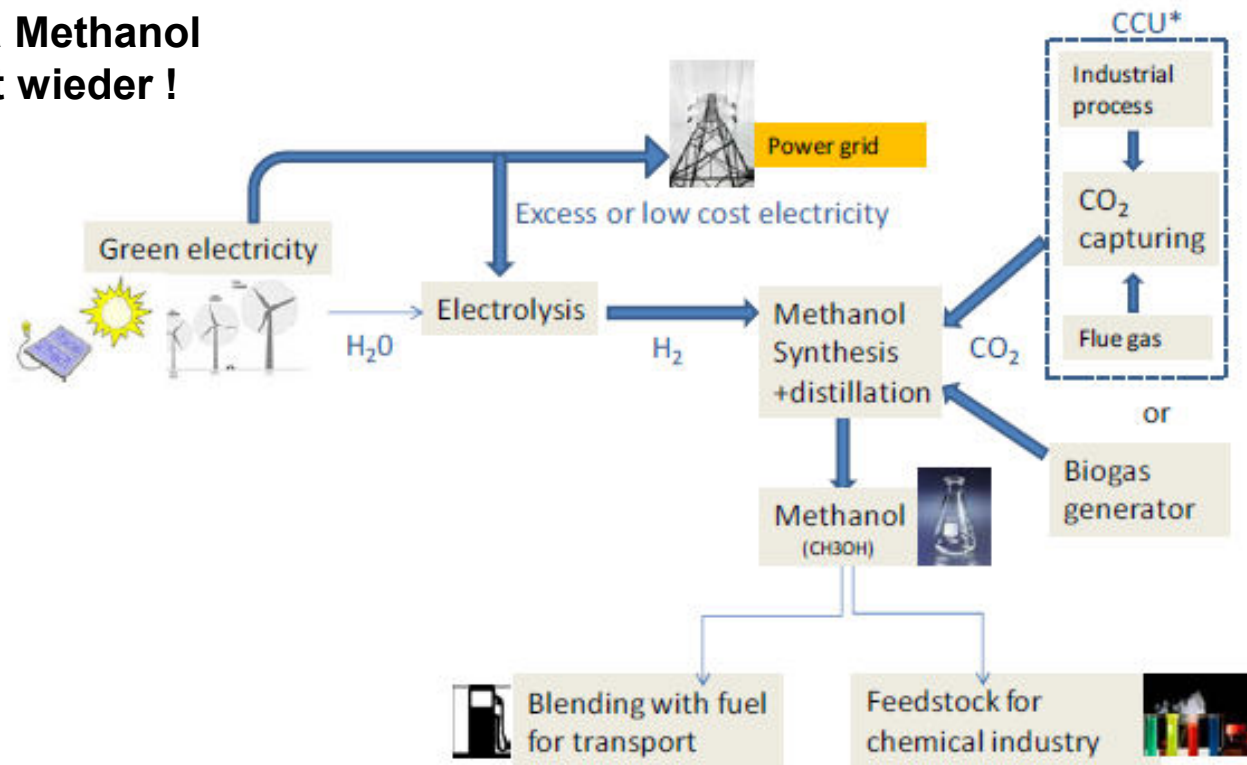 Methanol
wieder !
CCU*
Industrial
process
Power grid
CO₂
capturing
Excess or low cost electricity
Green electricity
Electrolysis
Methanol
Synthesis
+distillation
H₂0
H₂
CO₂
Flue gas
or
Biogas
generator
Methanol
(CH3OH)
Blending with fuel
for transport
Feedstock for
chemical industry